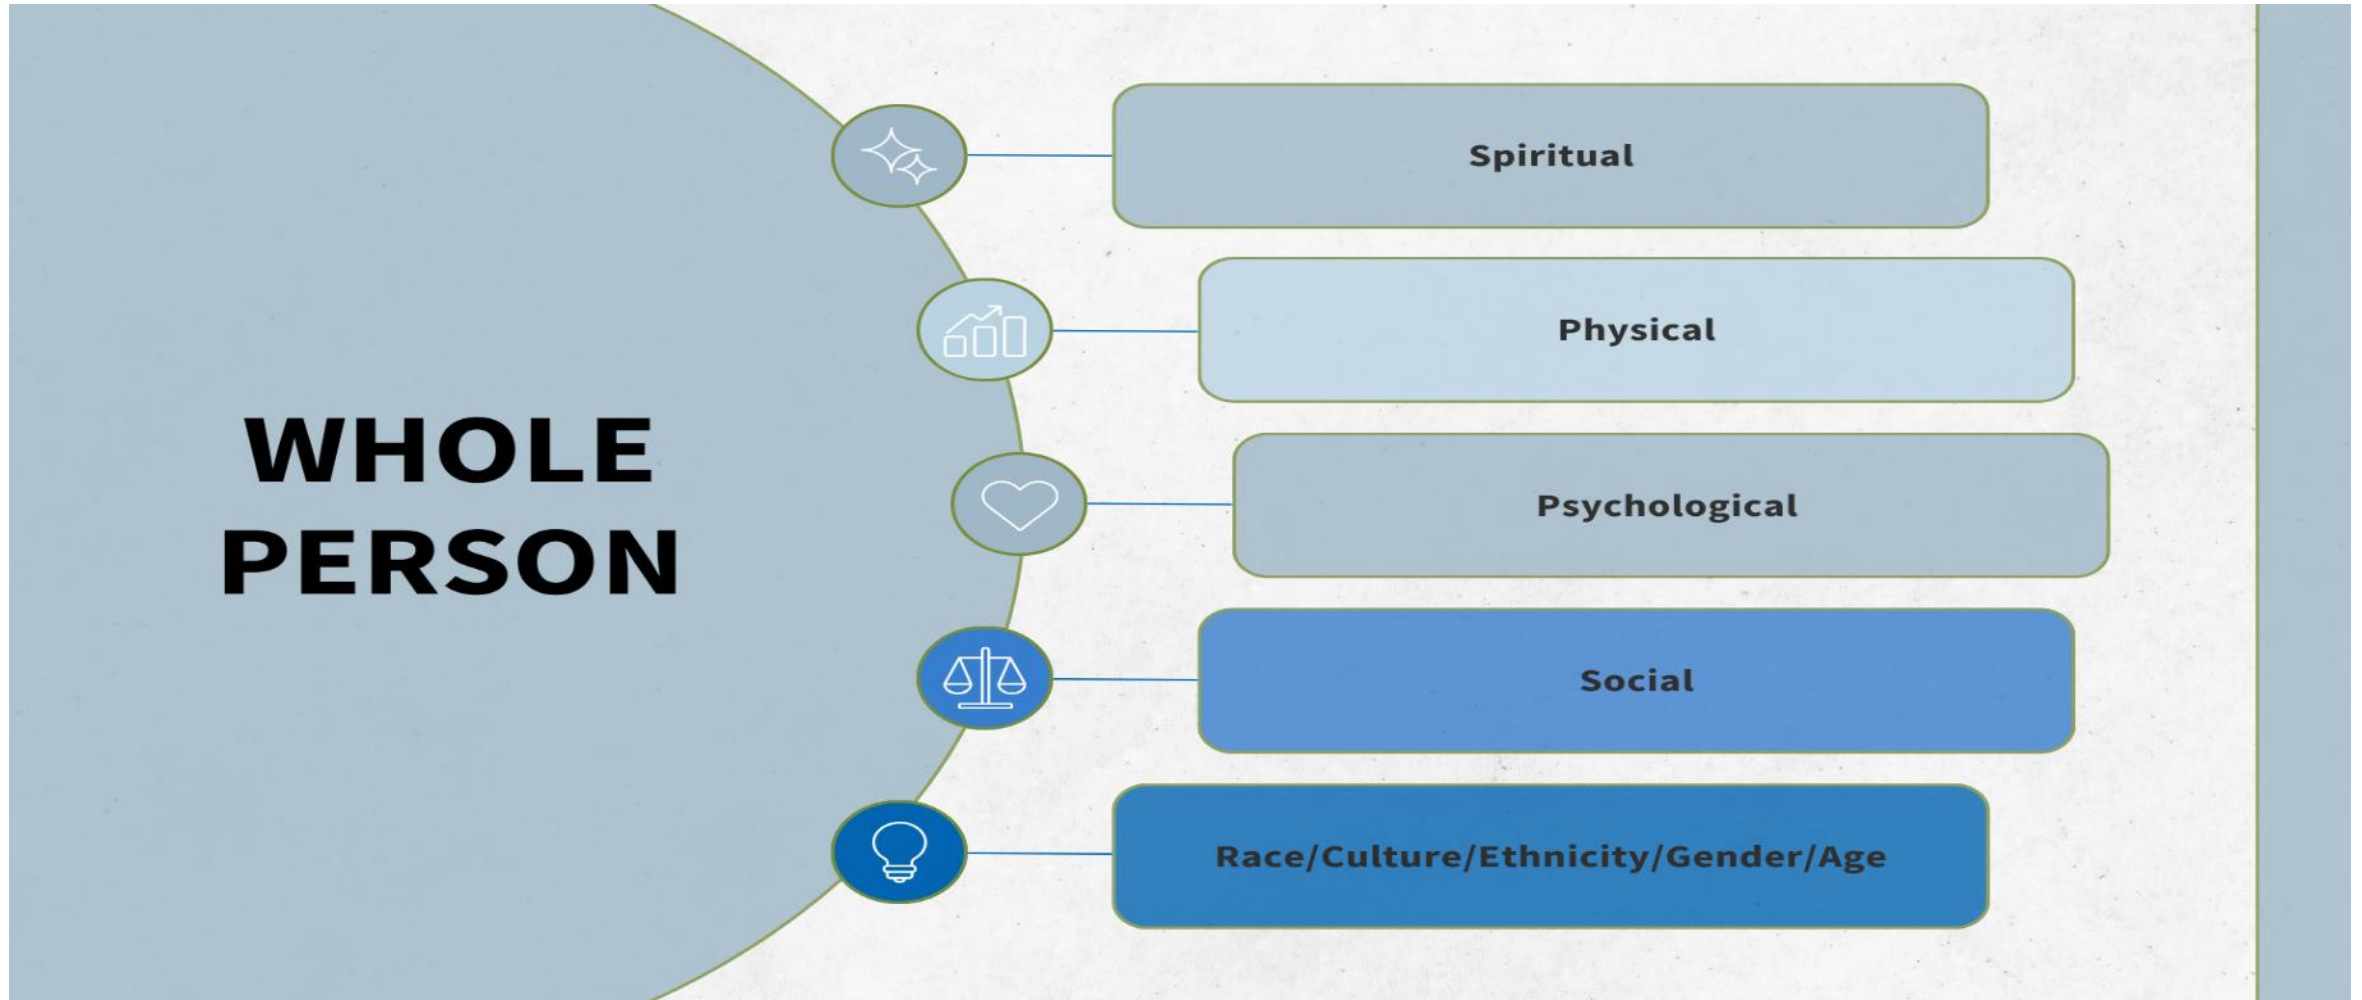 WHOLE
PERSON
Spiritual
Physical
Psychological
Social
Race/Culture/Ethnicity/Gender/Age